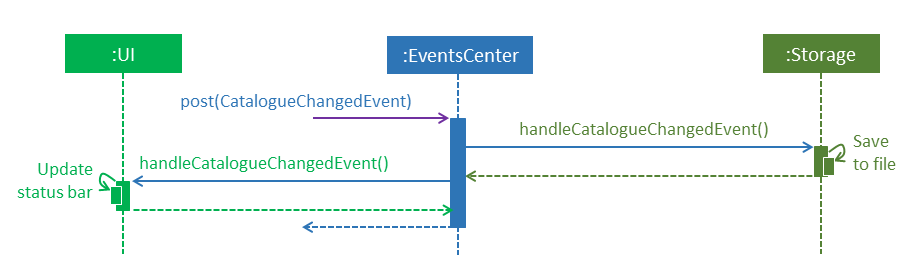 :UI
:EventsCenter
:Storage
post(CatalogueChangedEvent)
handleCatalogueChangedEvent()
Save
to file
handleCatalogueChangedEvent()
Update
status bar